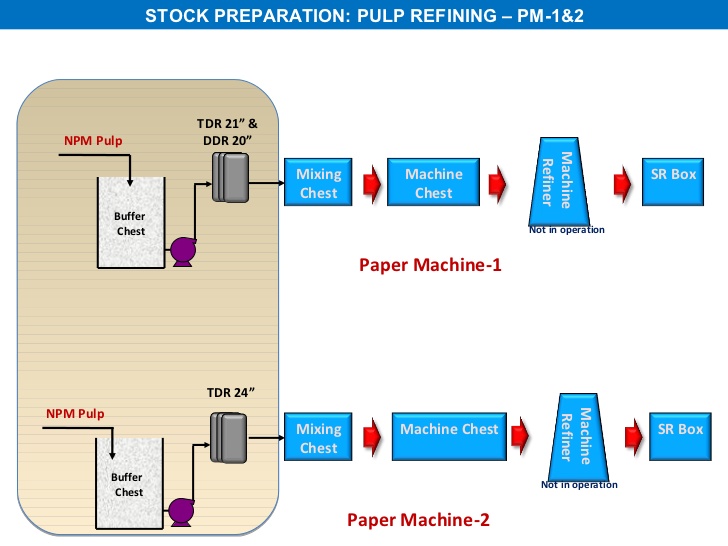 STOCK PREPARATION: PULP REFINING – PM-1&2
TDR 21” &
DDR 20”
NPM Pulp
Buffer
Chest
Mixing
Chest
Machine
Chest
Machine
Refiner
SR Box
Not in operation
Paper Machine-1
TDR 24”
NPM Pulp
Buffer
Chest
Mixing
Chest
Machine Chest
Machine
Refiner
SR Box
Not in operation
Paper Machine-2